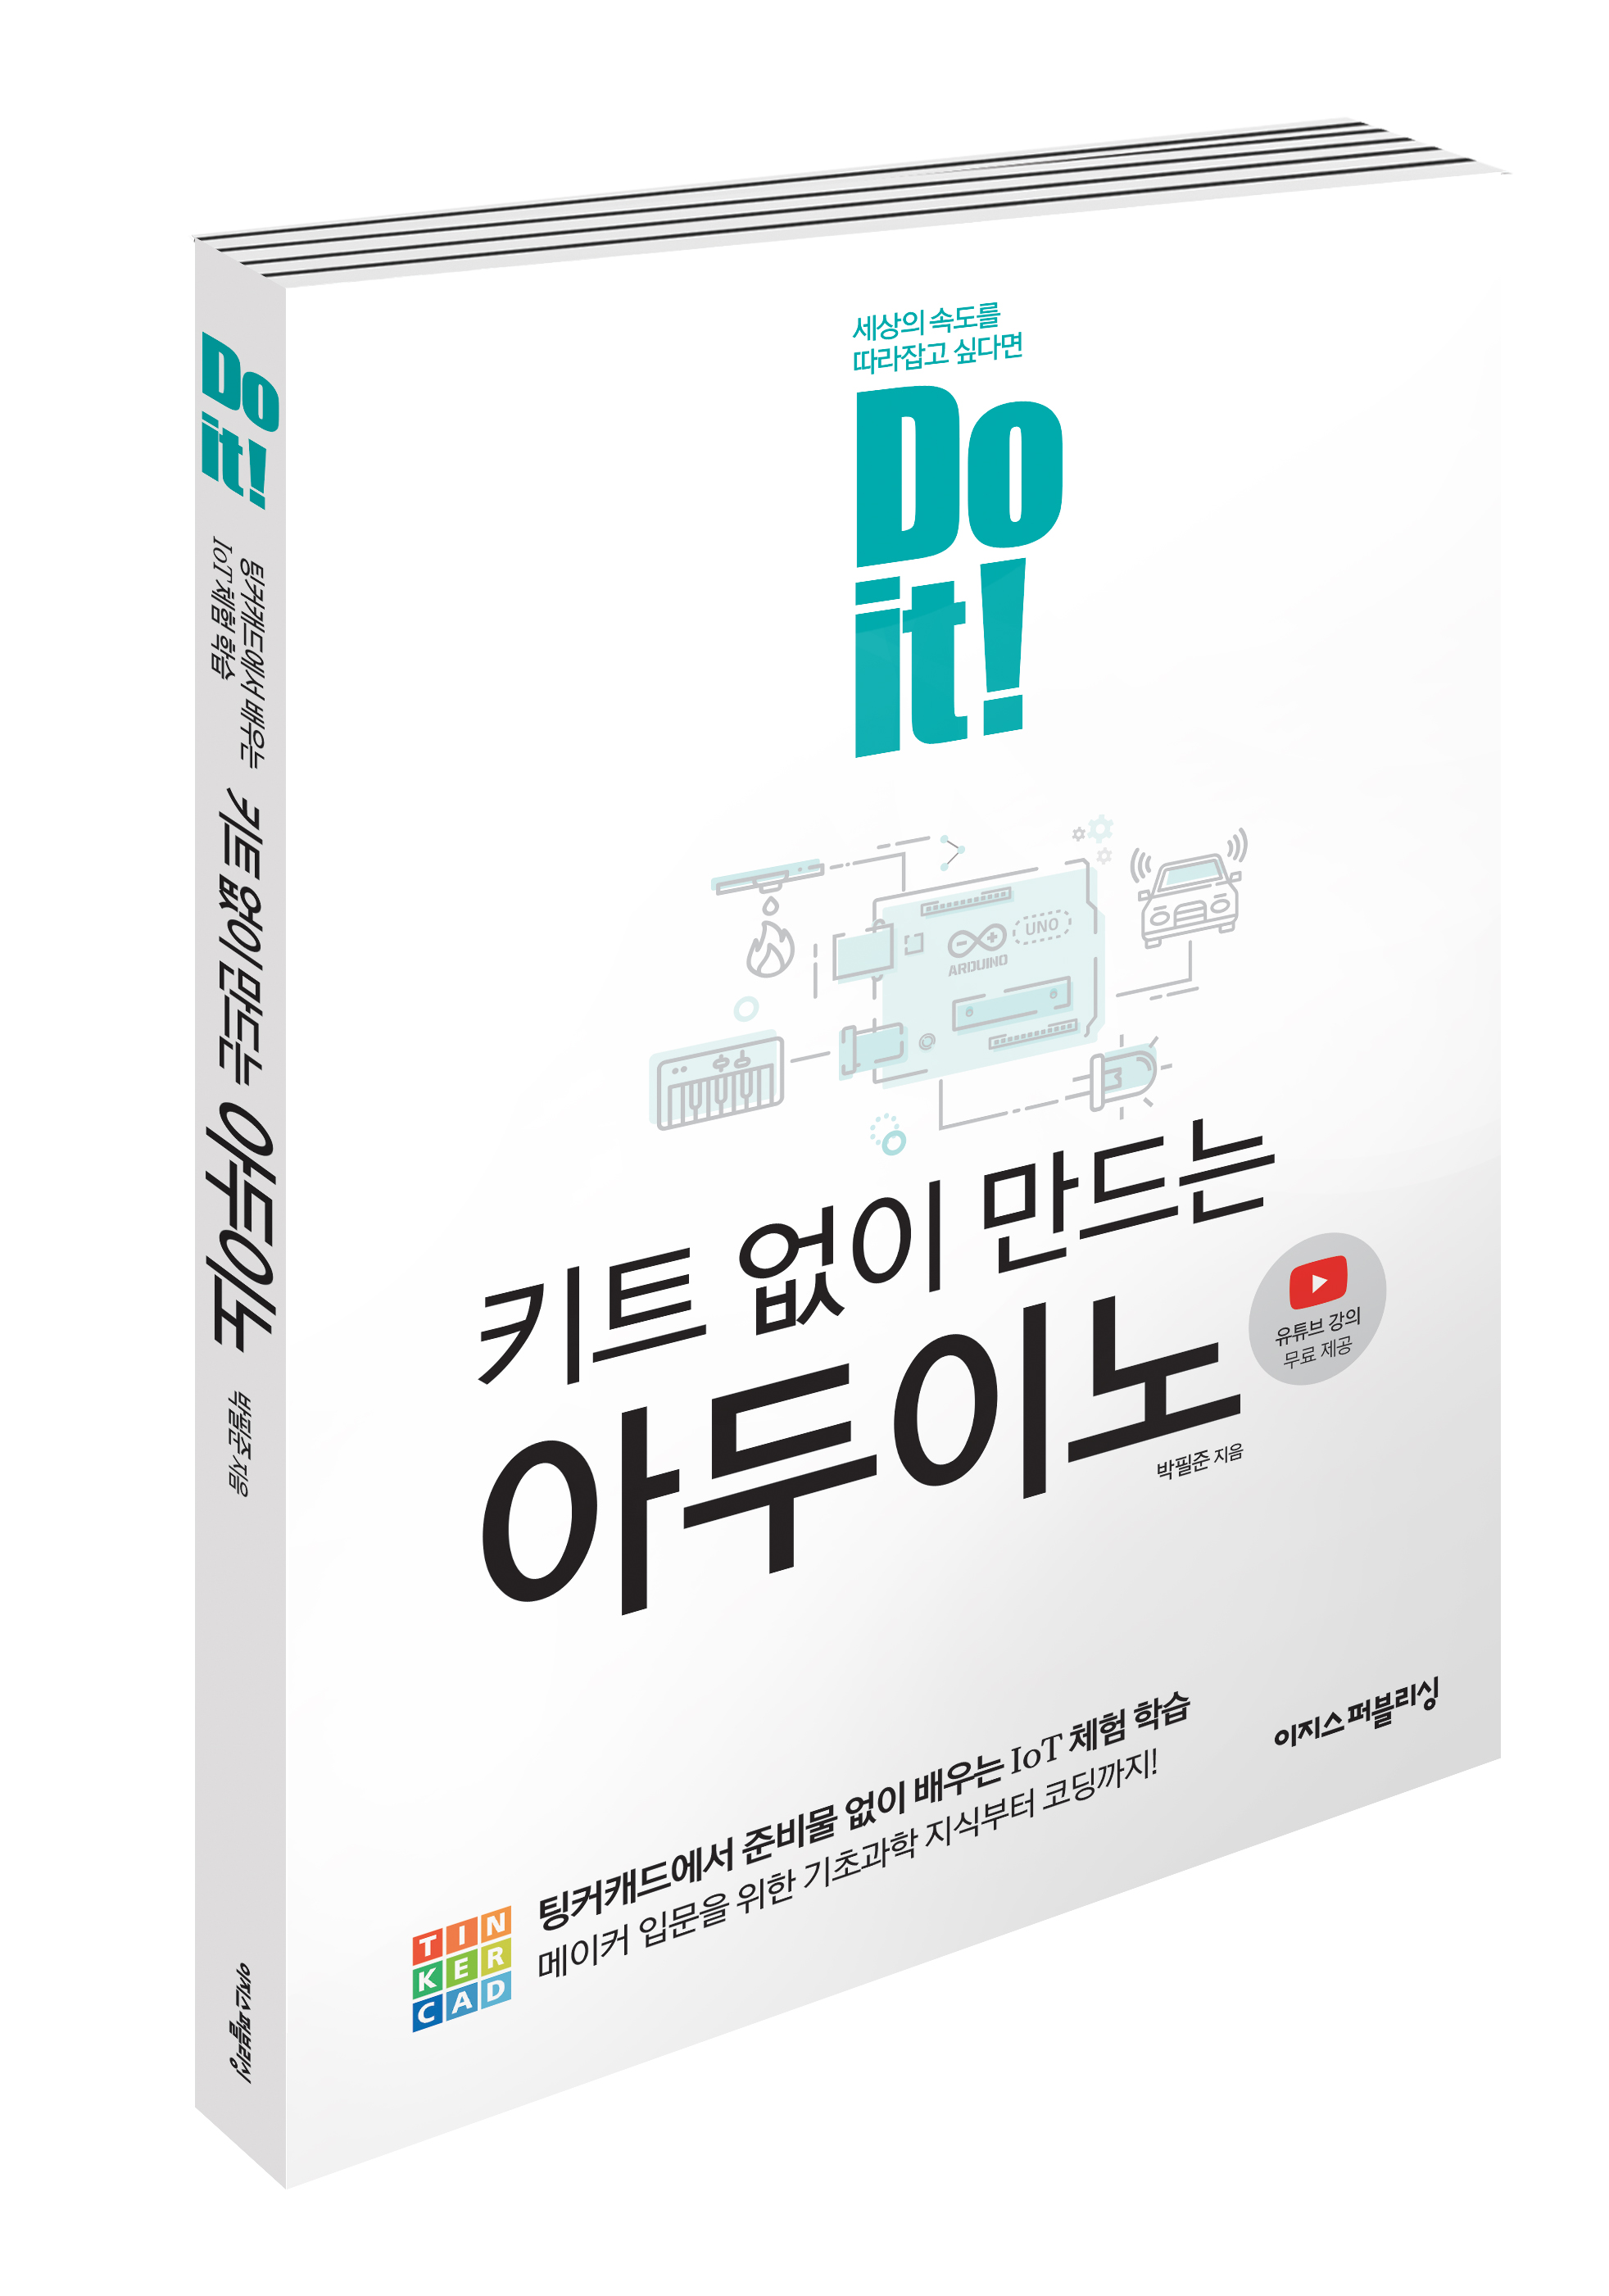 Do
it!
팅커캐드에서 배우는
IoT 체험 학습
키트 없이 만드는 아두이노
박필준 지음
이지스 퍼블리싱
세상의 속도를
따라잡고 싶다면
Do
it!
UNO
ARDUINO
키트 없이 만드는
아두이노
유튜브 강의
무료 제공
박필준 지음
팅커캐드에서 준비물 없이 배우는 IoT 체험 학습
메이커 입문을 위한 기초과학 지식부터 코딩까지!
TIN
KER
CAD
이지스 퍼블리싱